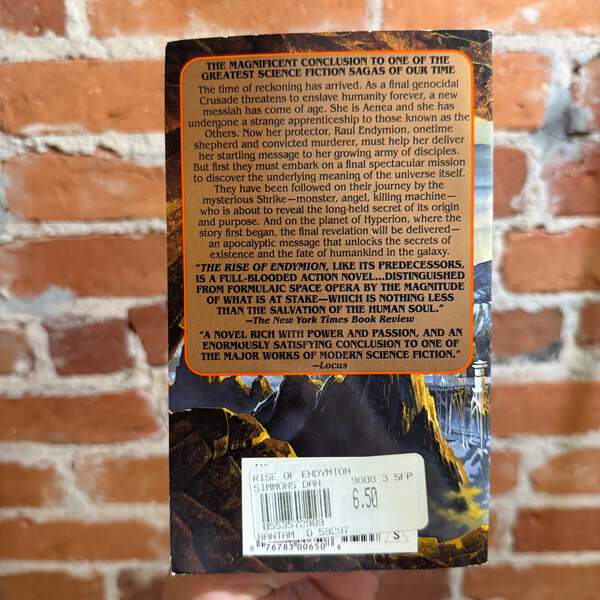 THE MAGNIFICENT CONCLUSION TO ONE OF THE
GREATEST SCIENCE FICTION SAGAS OF OUR TIME
The time of reckoning has arrived. As a final genocidal
Crusade threatens to enslave humanity forever, a new
messiah has come of age. She is Aenea and she has
undergone a strange apprenticeship to those known as the
Others. Now her protector, Raul Endymion, onetime
shepherd and convicted murderer, must help her deliver
her startling message to her growing army of disciples.
But first they must embark on a final spectacular mission
to discover the underlying meaning of the universe itself.
They have been followed on their journey by the
mysterious Shrike—monster, angel, killing machine—
who is about to reveal the long-held secret of its origin
and purpose. And on the planet of Hyperion, where the
story first began, the final revelation will be delivered—
an apocalyptic message that unlocks the secrets of
existence and the fate of humankind in the galaxy.
"THE RISE OF ENDYMION, LIKE ITS PREDECESSORS,
IS A FULL-BLOODED ACTION NOVEL...DISTINGUISHED
FROM FORMULAIC SPACE OPERA BY THE MAGNITUDE
OF WHAT IS AT STAKE—WHICH IS NOTHING LESS
THAN THE SALVATION OF THE HUMAN SOUL."
—The New York Times Book Review
"A NOVEL RICH WITH POWER AND PASSION, AND AN
ENORMOUSLY SATISFYING CONCLUSION TO ONE OF
THE MAJOR WORKS OF MODERN SCIENCE FICTION."
—Locus
RISE OF ENDYMION
SIMMONS DAN 9808 3 SFP
6.50
0553572989
BANTAM D 59297
S
0 76783 00650 8